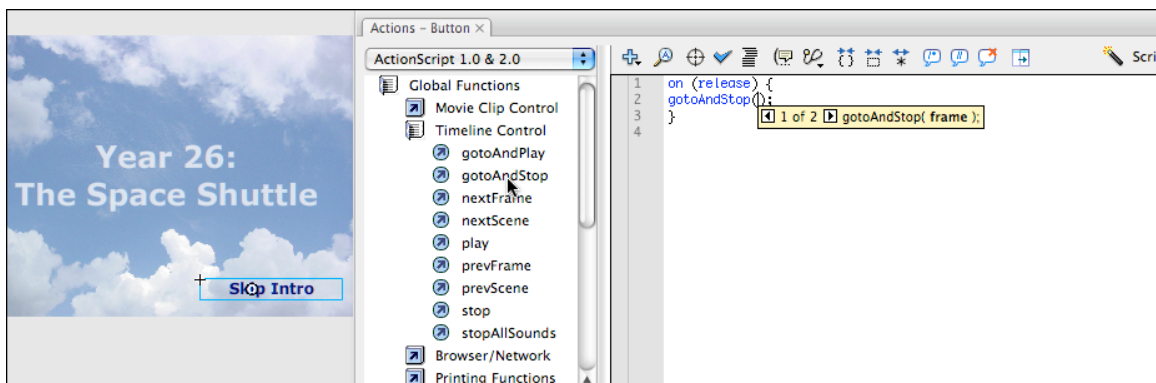 Actions – Button ×
ActionScript 1.0 & 2.0
Scri
Global Functions
Movie Clip Control
Timeline Control
gotoAndPlay
gotoAndStop
nextFrame
nextScene
play
prevFrame
prevScene
stop
stopAllSounds
Browser/Network
Printing Functions
1 on (release) {
2 gotoAndStop();
3 }
4
1 of 2 gotoAndStop( frame );
Year 26:
The Space Shuttle
Skip Intro